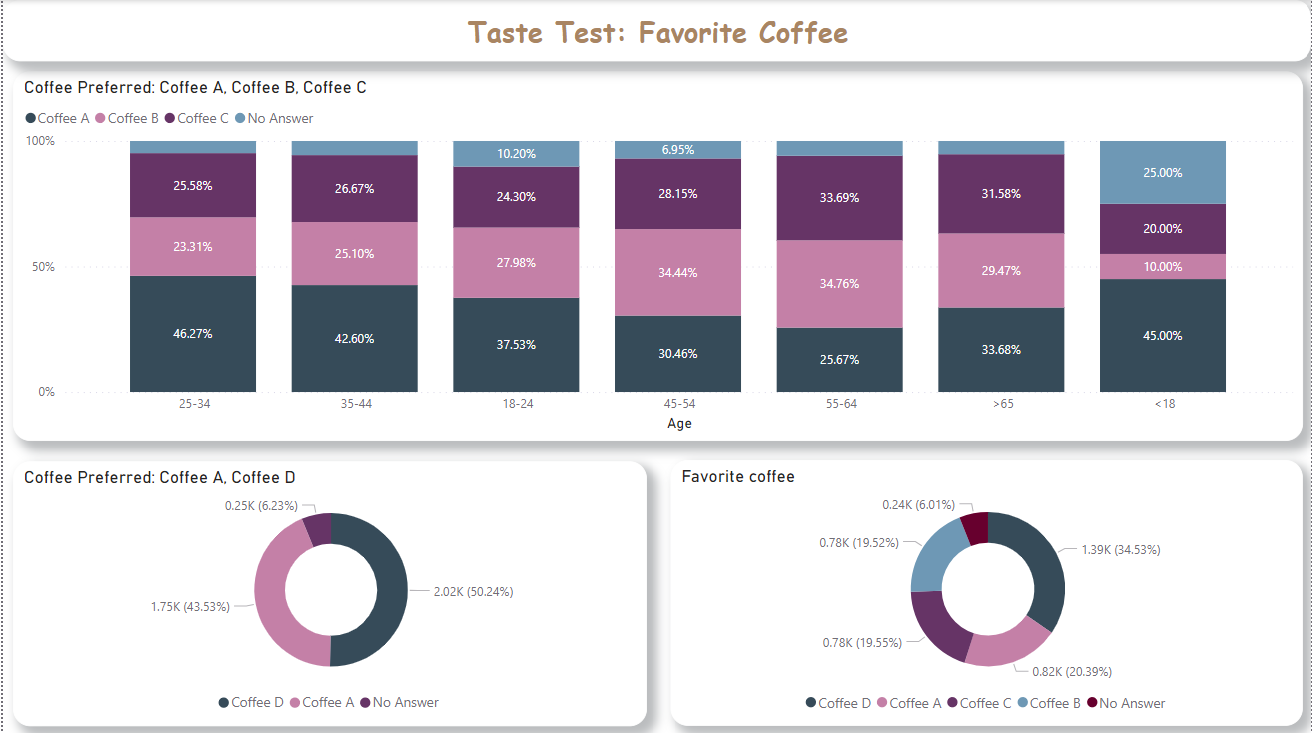 Taste Test: Favorite Coffee
Coffee Preferred: Coffee A, Coffee B, Coffee C
Coffee A Coffee B Coffee C No Answer
100%
50%
0%
10.20% 6.95% 25.00%
25.58% 26.67% 24.30% 28.15% 33.69% 31.58% 20.00%
23.31% 25.10% 27.98% 34.44% 34.76% 29.47% 10.00%
46.27% 42.60% 37.53% 30.46% 25.67% 33.68% 45.00%
25-34 35-44 18-24 45-54 55-64 >65 <18
Age
Coffee Preferred: Coffee A, Coffee D
0.25K (6.23%)
2.02K (50.24%)
1.75K (43.53%)
Coffee D Coffee A No Answer
Favorite coffee
0.24K (6.01%)
0.78K (19.52%)
1.39K (34.53%)
0.78K (19.55%)
0.82K (20.39%)
Coffee D Coffee A Coffee C Coffee B No Answer